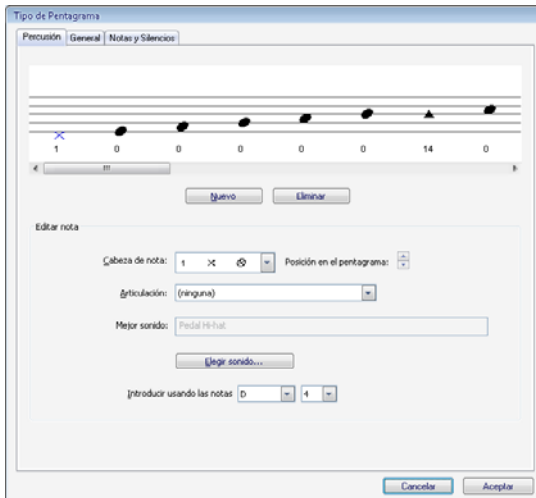 Tipo de Pentagrama
Percusión General Notas y Silencios
1 0 0 0 0 0 14 0
Nuevo Eliminar
Editar nota
Cabeza de nota: 1 Posición en el pentagrama:
Articulación: (ninguna)
Mejor sonido: Pedal Hi-hat
Elegir sonido...
Introducir usando las notas D 4
Cancelar Aceptar